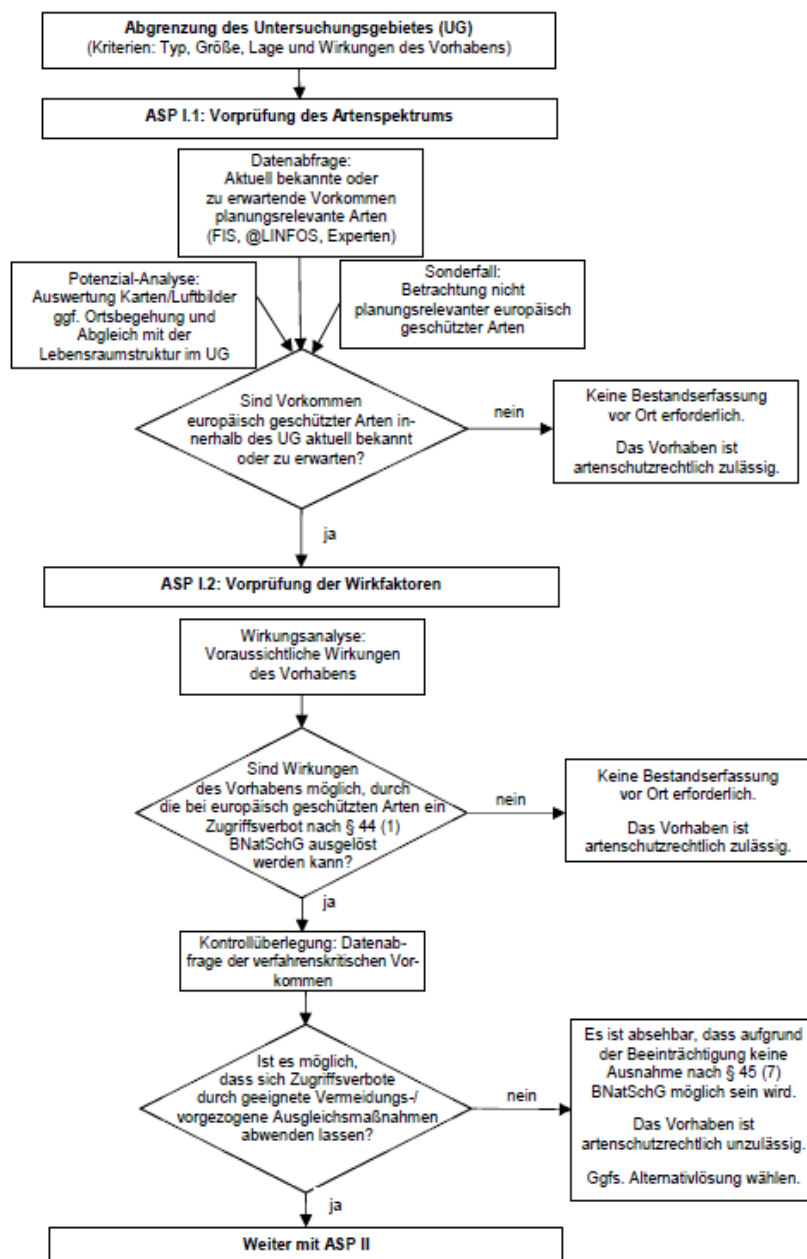 Abgrenzung des Untersuchungsgebietes (UG)
(Kriterien: Typ, Größe, Lage und Wirkungen des Vorhabens)
ASP I.1: Vorprüfung des Artenspektrums
Datenabfrage:
Aktuell bekannte oder
zu erwartende Vorkommen
planungsrelevante Arten
(FIS, @LINFOS, Experten)
Potenzial-Analyse:
Auswertung Karten/Luftbilder
ggf. Ortsbegehung und
Abgleich mit der
Lebensraumstruktur im UG
Sonderfall:
Betrachtung nicht
planungsrelevanter europäisch
geschützter Arten
Sind Vorkommen
europäisch geschützter Arten in-
nerhalb des UG aktuell bekannt
oder zu erwarten?
nein
Keine Bestandserfassung
vor Ort erforderlich.
Das Vorhaben ist
artenschutzrechtlich zulässig.
ja
ASP I.2: Vorprüfung der Wirkfaktoren
Wirkungsanalyse:
Voraussichtliche Wirkungen
des Vorhabens
Sind Wirkungen
des Vorhabens möglich, durch
die bei europäisch geschützten Arten ein
Zugriffsverbot nach § 44 (1)
BNatSchG ausgelöst
werden kann?
nein
Keine Bestandserfassung
vor Ort erforderlich.
Das Vorhaben ist
artenschutzrechtlich zulässig.
ja
Kontrollüberlegung: Datenab-
frage der verfahrenskritischen Vor-
kommen
Ist es möglich,
dass sich Zugriffsverbote
durch geeignete Vermeidungs-/
vorgezogene Ausgleichsmaßnahmen
abwenden lassen?
nein
Es ist absehbar, dass aufgrund
der Beeinträchtigung keine
Ausnahme nach § 45 (7)
BNatSchG möglich sein wird.
Das Vorhaben ist
artenschutzrechtlich unzulässig.
Ggfs. Alternativlösung wählen.
ja
Weiter mit ASP II